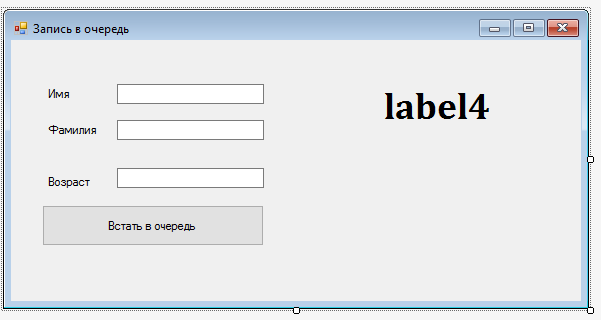 Запись в очередь
Имя
label4
Фамилия
Возраст
Встать в очередь